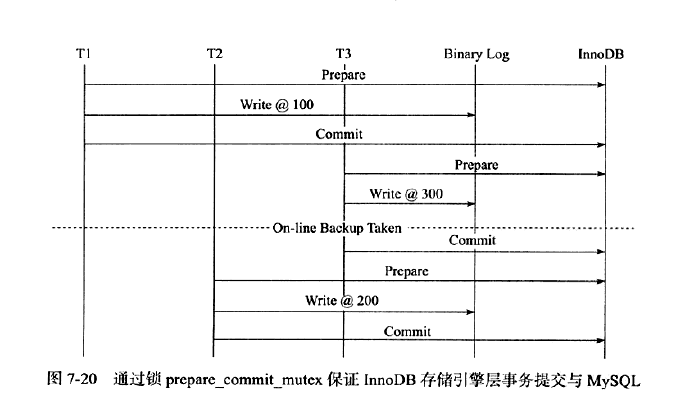 T1 T2 T3 Binary Log InnoDB
Prepare
Write @ 100
Commit
Prepare
Write @ 300
On-line Backup Taken
Commit
Prepare
Write @ 200
Commit
图 7-20 通过锁 prepare_commit_mutex 保证 InnoDB 存储引擎层事务提交与 MySQL